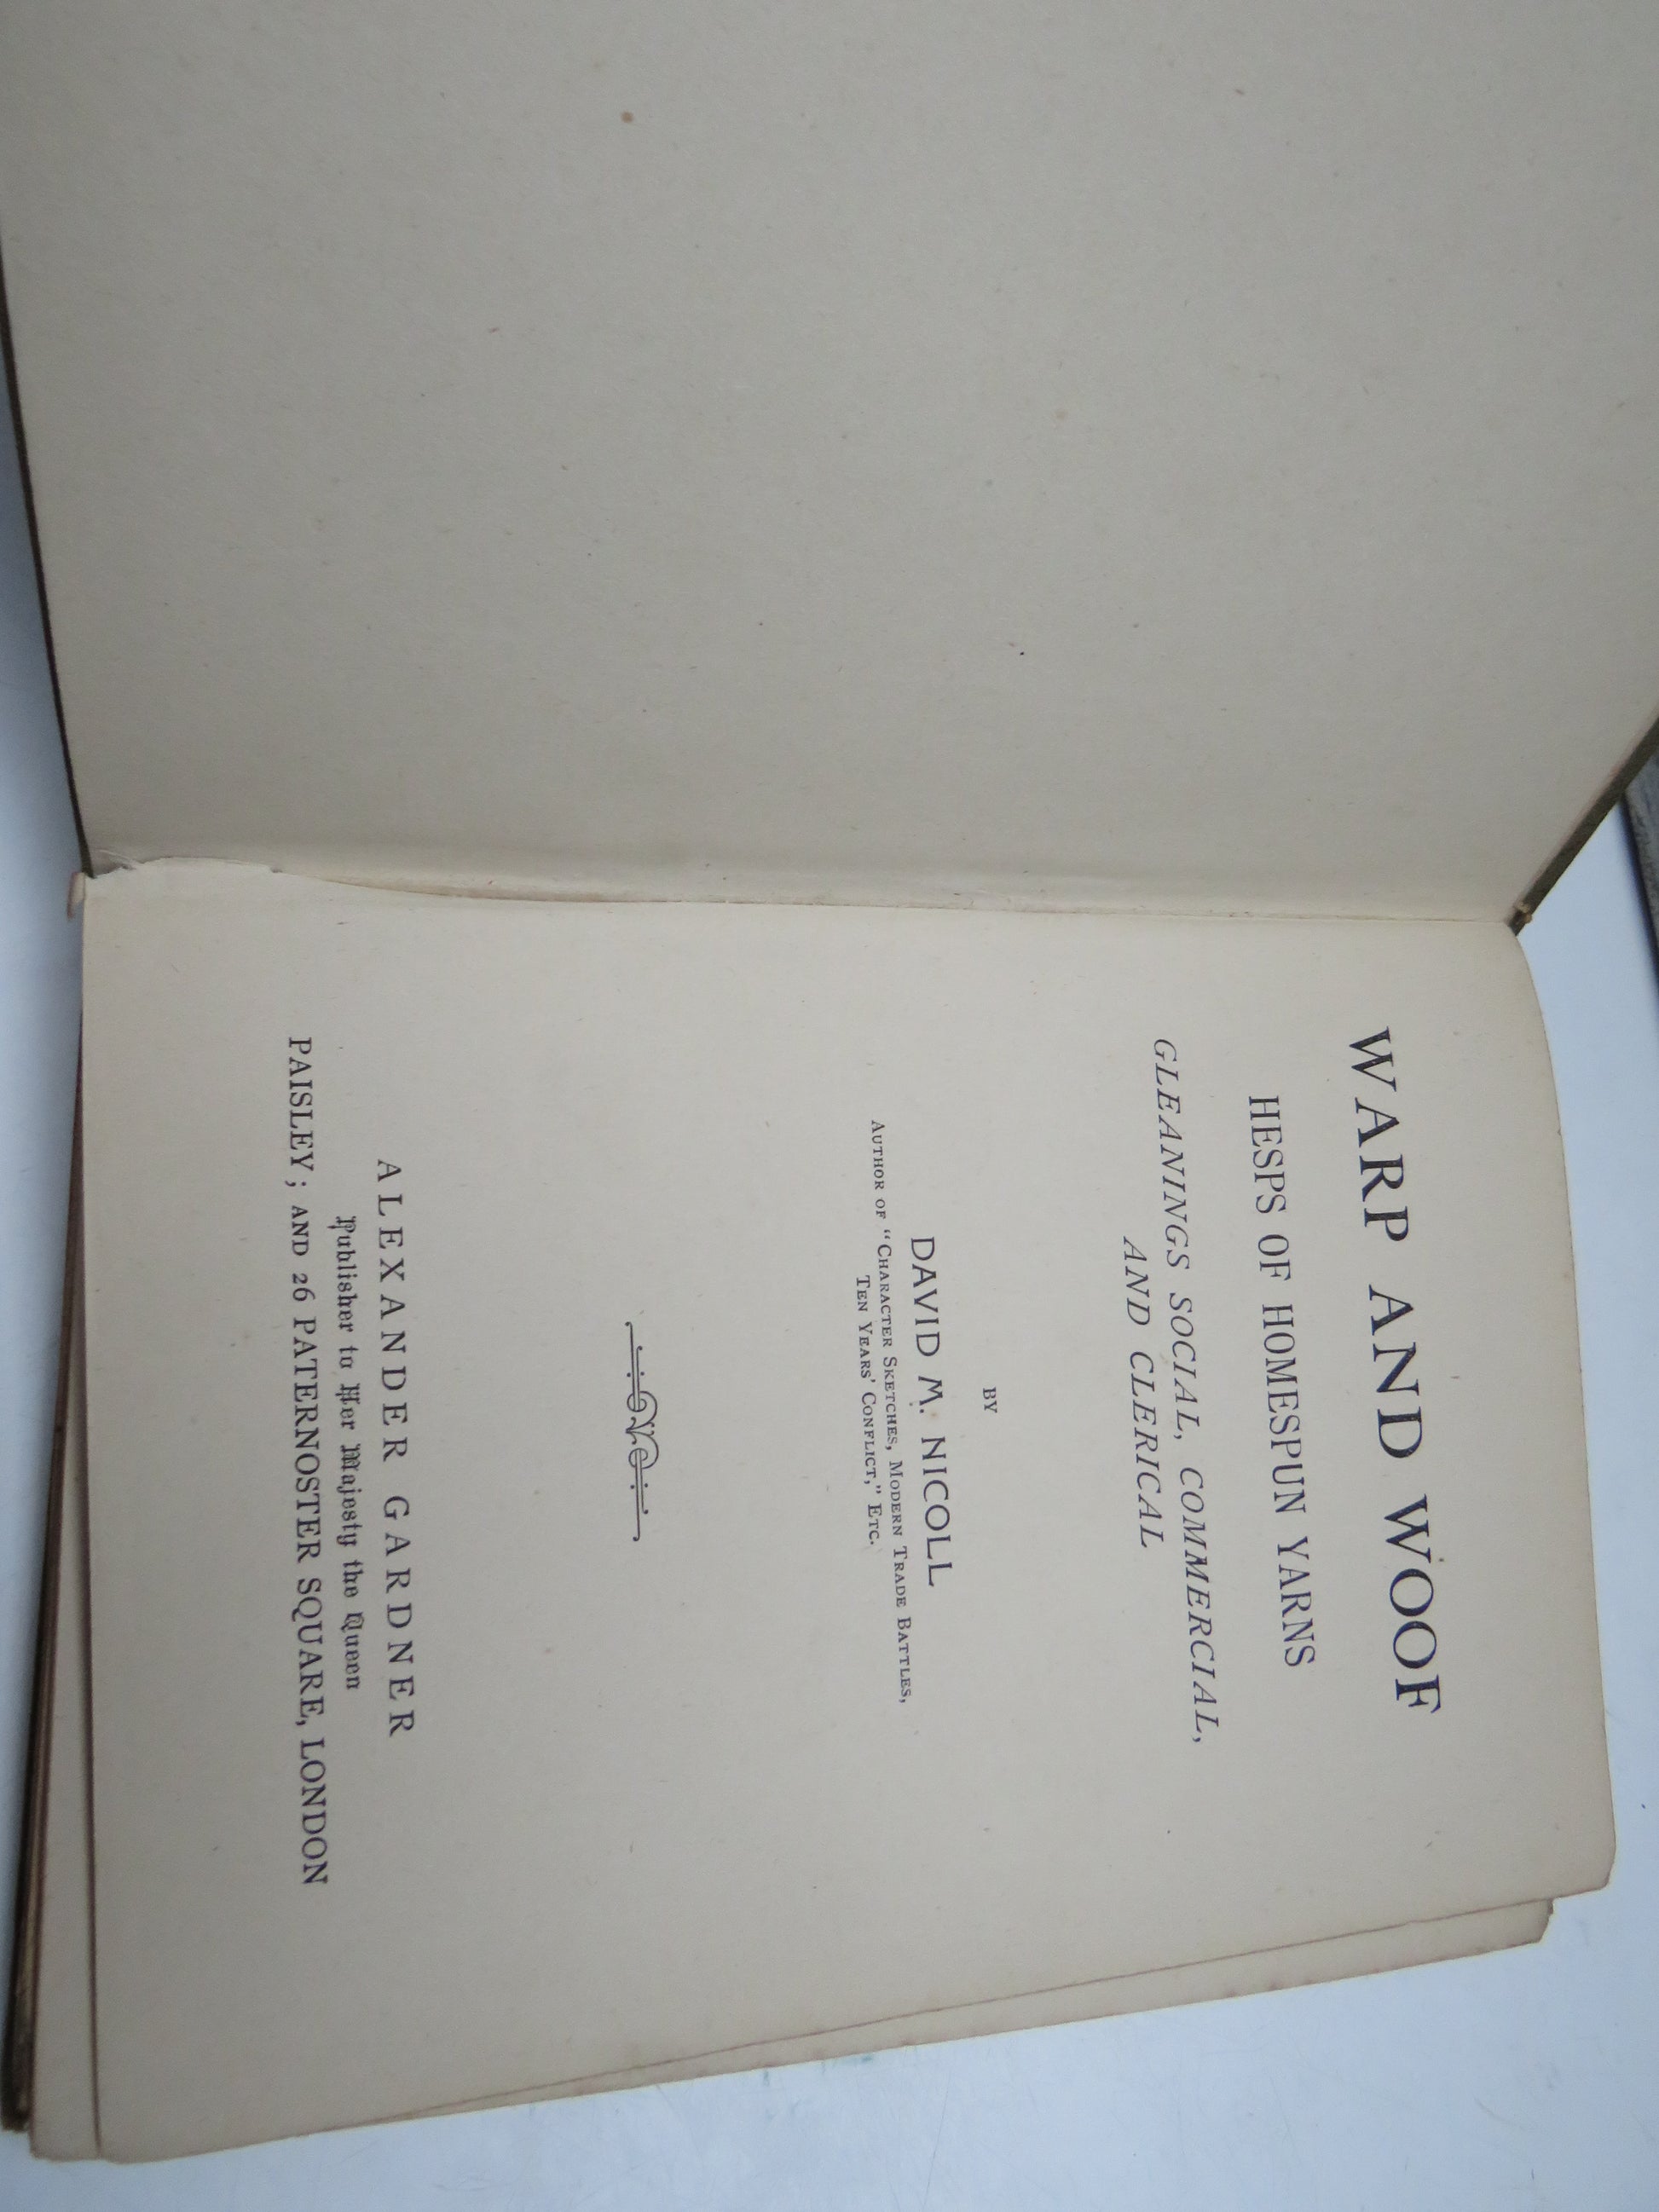 WARP AND WOOF
HESPS OF HOMESPUN YARNS
GLEANINGS SOCIAL, COMMERCIAL,
AND CLERICAL
BY
DAVID M. NICOLL
AUTHOR OF "CHARACTER SKETCHES, MODERN TRADE BATTLES,
TEN YEARS' CONFLICT," ETC.
ALEXANDER GARDNER
Publisher to Her Majesty the Queen
PAISLEY; AND 26 PATERNOSTER SQUARE, LONDON